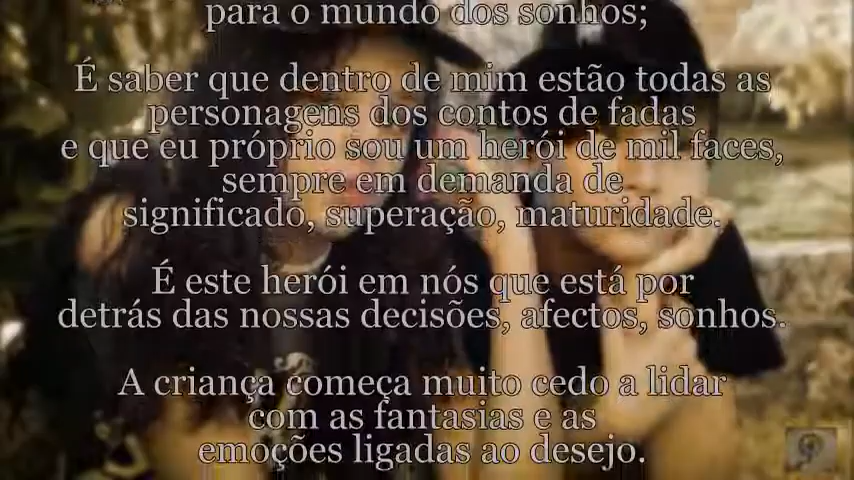 para o mundo dos sonhos;
É saber que dentro de mim estão todas as
personagens dos contos de fadas
e que eu próprio sou um herói de mil faces,
sempre em demanda de
significado, superação, maturidade.
É este herói em nós que está por
detrás das nossas decisões, afectos, sonhos.
A criança começa muito cedo a lidar
com as fantasias e as
emoções ligadas ao desejo.